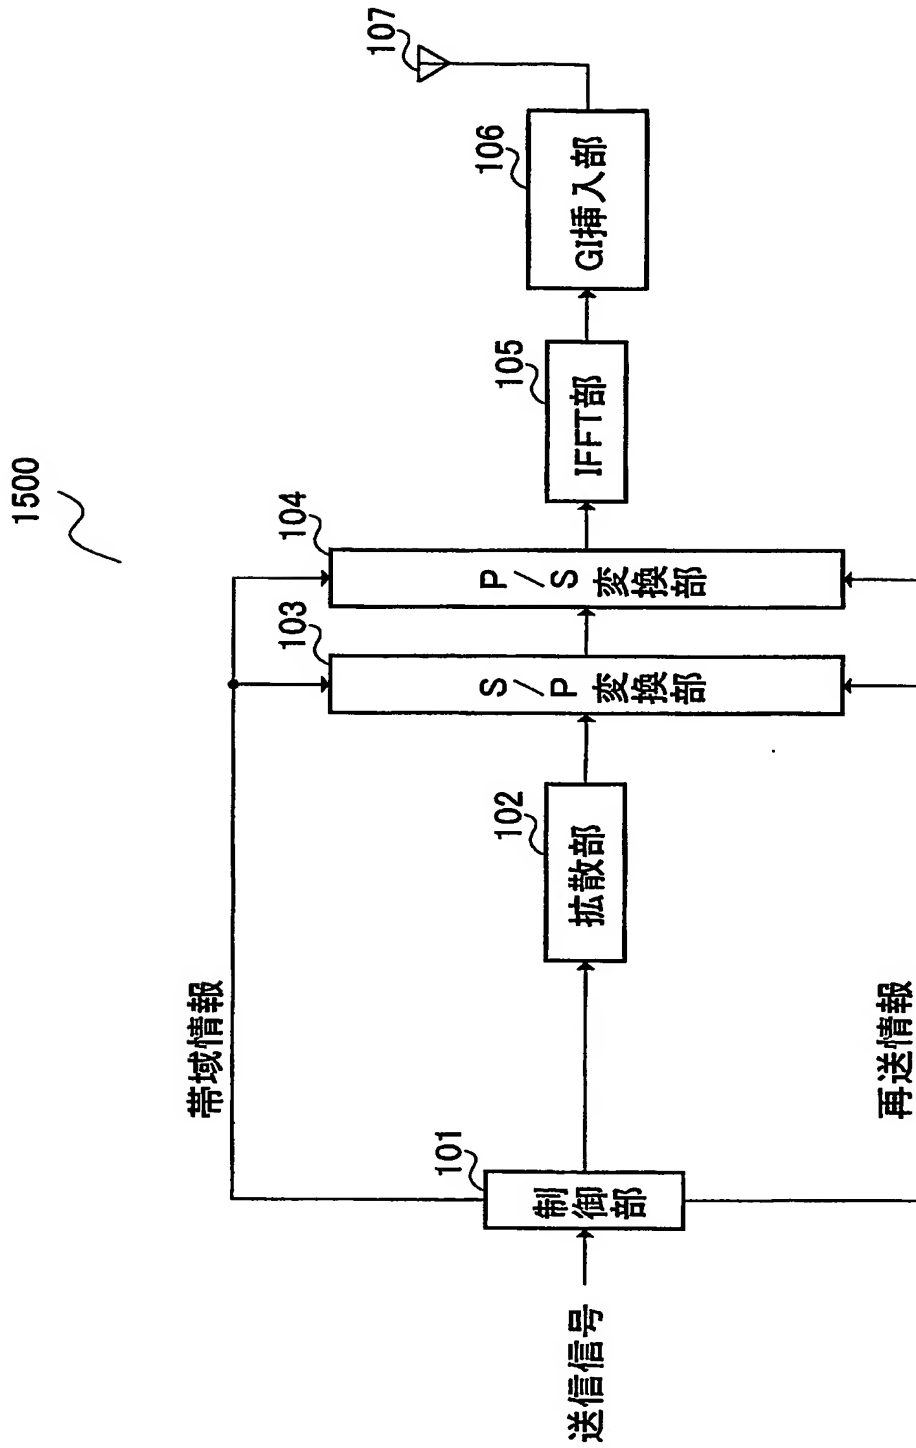 1500
帯域情報
送信信号
101
制御部
102
拡散部
103
S/P変換部
104
P/S変換部
105
IFFT部
106
GI挿入部
107
再送情報